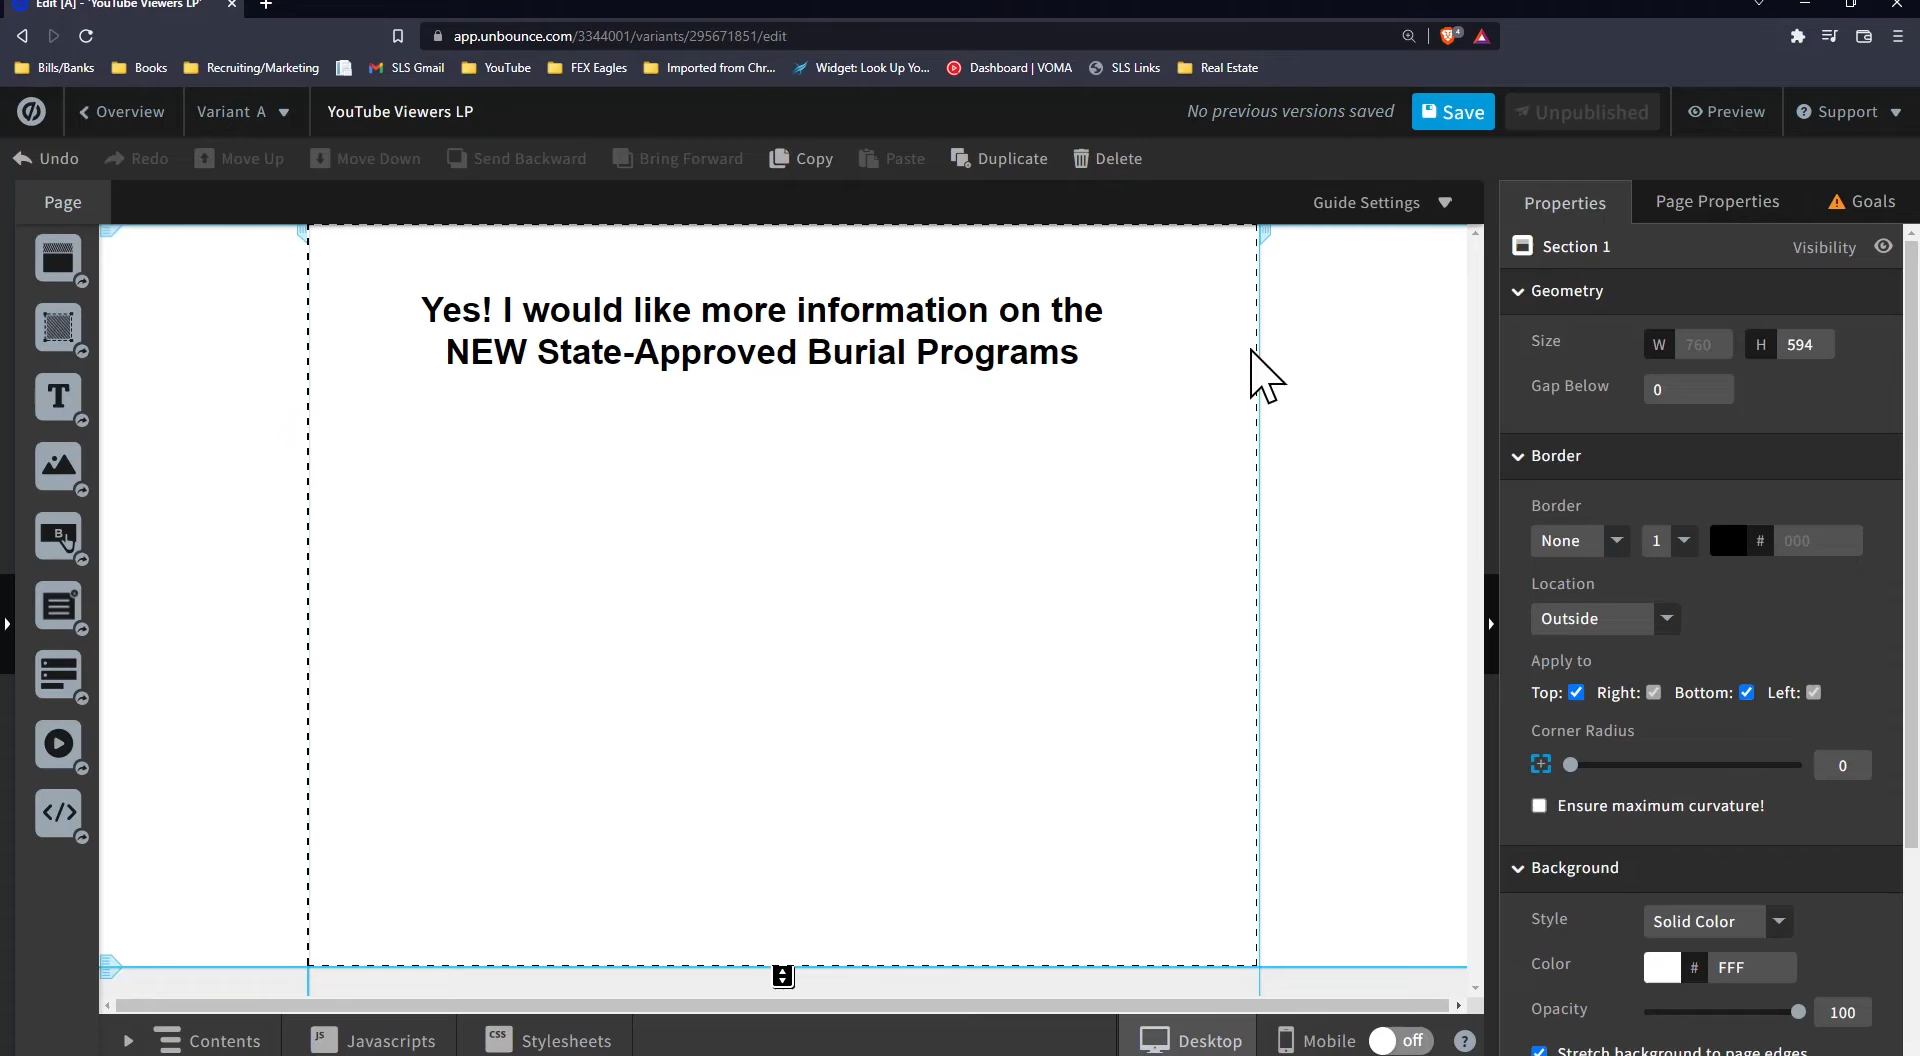 Edit [A] - 'YouTube Viewers LP'
app.unbounce.com/3344001/variants/295671851/edit
4
Bills/Banks Books Recruiting/Marketing SLS Gmail YouTube FEX Eagles Imported from Chr... Widget: Look Up Yo... Dashboard | VOMA SLS Links Real Estate
Overview Variant A YouTube Viewers LP No previous versions saved Save Unpublished Preview Support
Undo Redo Move Up Move Down Send Backward Bring Forward Copy Paste Duplicate Delete
Page Guide Settings Properties Page Properties Goals
Section 1 Visibility
Geometry
Yes! I would like more information on the
NEW State-Approved Burial Programs
Size W 760 H 594
Gap Below 0
T
Border
Border
None 1 # 000
B
Location
Outside
Apply to
Top: Right: Bottom: Left:
Corner Radius
0
Ensure maximum curvature!
</>
Background
Style Solid Color
Color # FFF
Opacity 100
Stretch background to page edges
Contents JS Javascripts CSS Stylesheets Desktop Mobile off ?